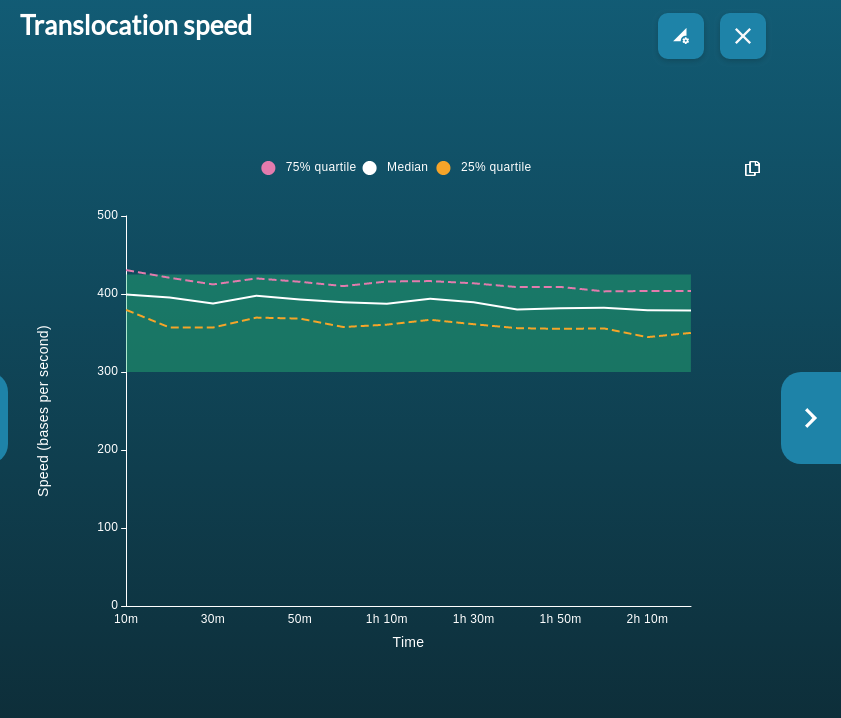 Translocation speed
75% quartile Median 25% quartile
500
400
300
200
100
0
Speed (bases per second)
10m 30m 50m 1h 10m 1h 30m 1h 50m 2h 10m
Time